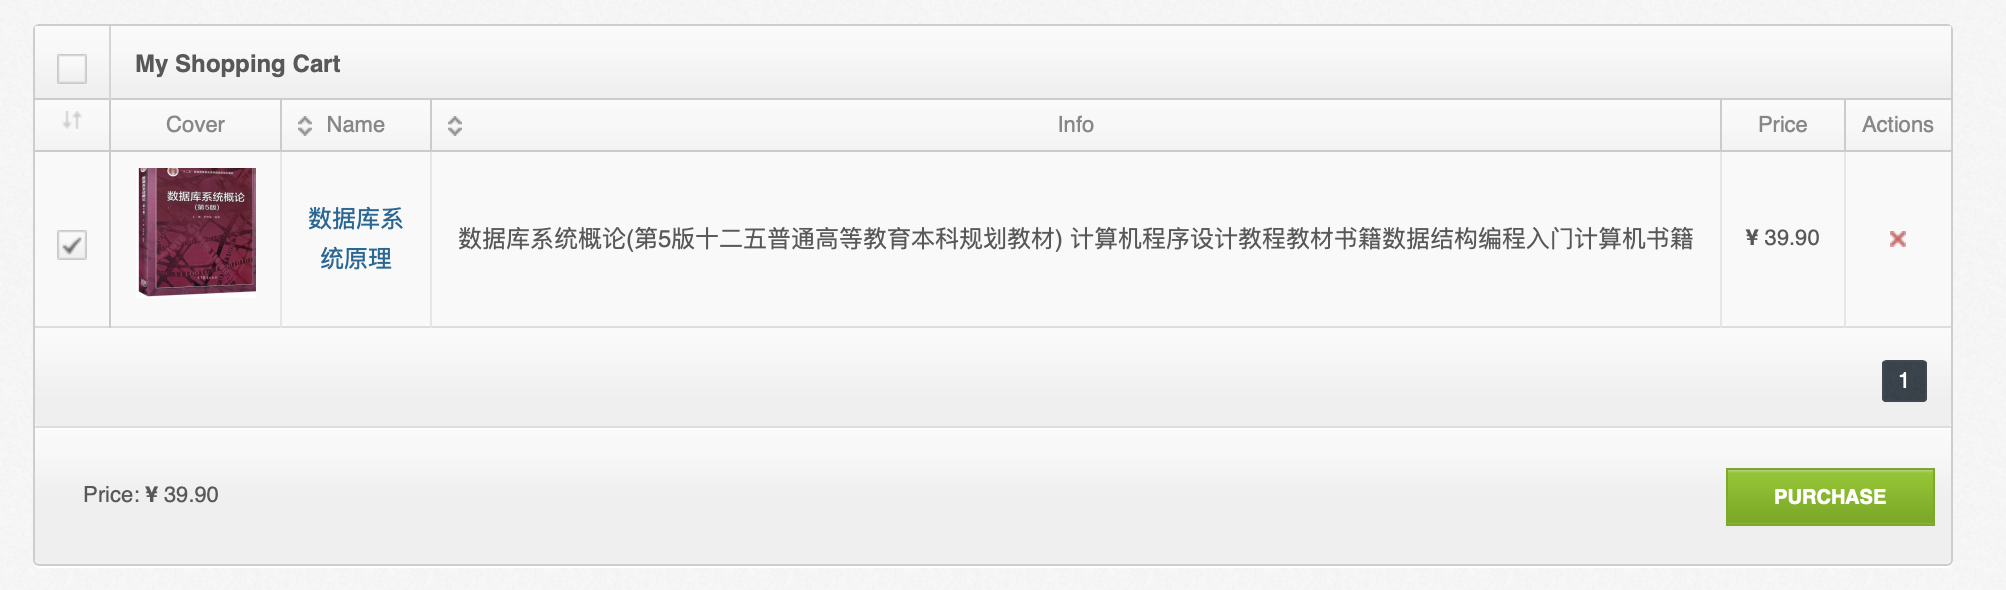 My Shopping Cart
Cover
Name
Info
Price
Actions
数据库系统概论
(第5版)
数据库系
统原理
数据库系统概论(第5版十二五普通高等教育本科规划教材) 计算机程序设计教程教材书籍数据结构编程入门计算机书籍
¥ 39.90
1
Price: ¥ 39.90
PURCHASE